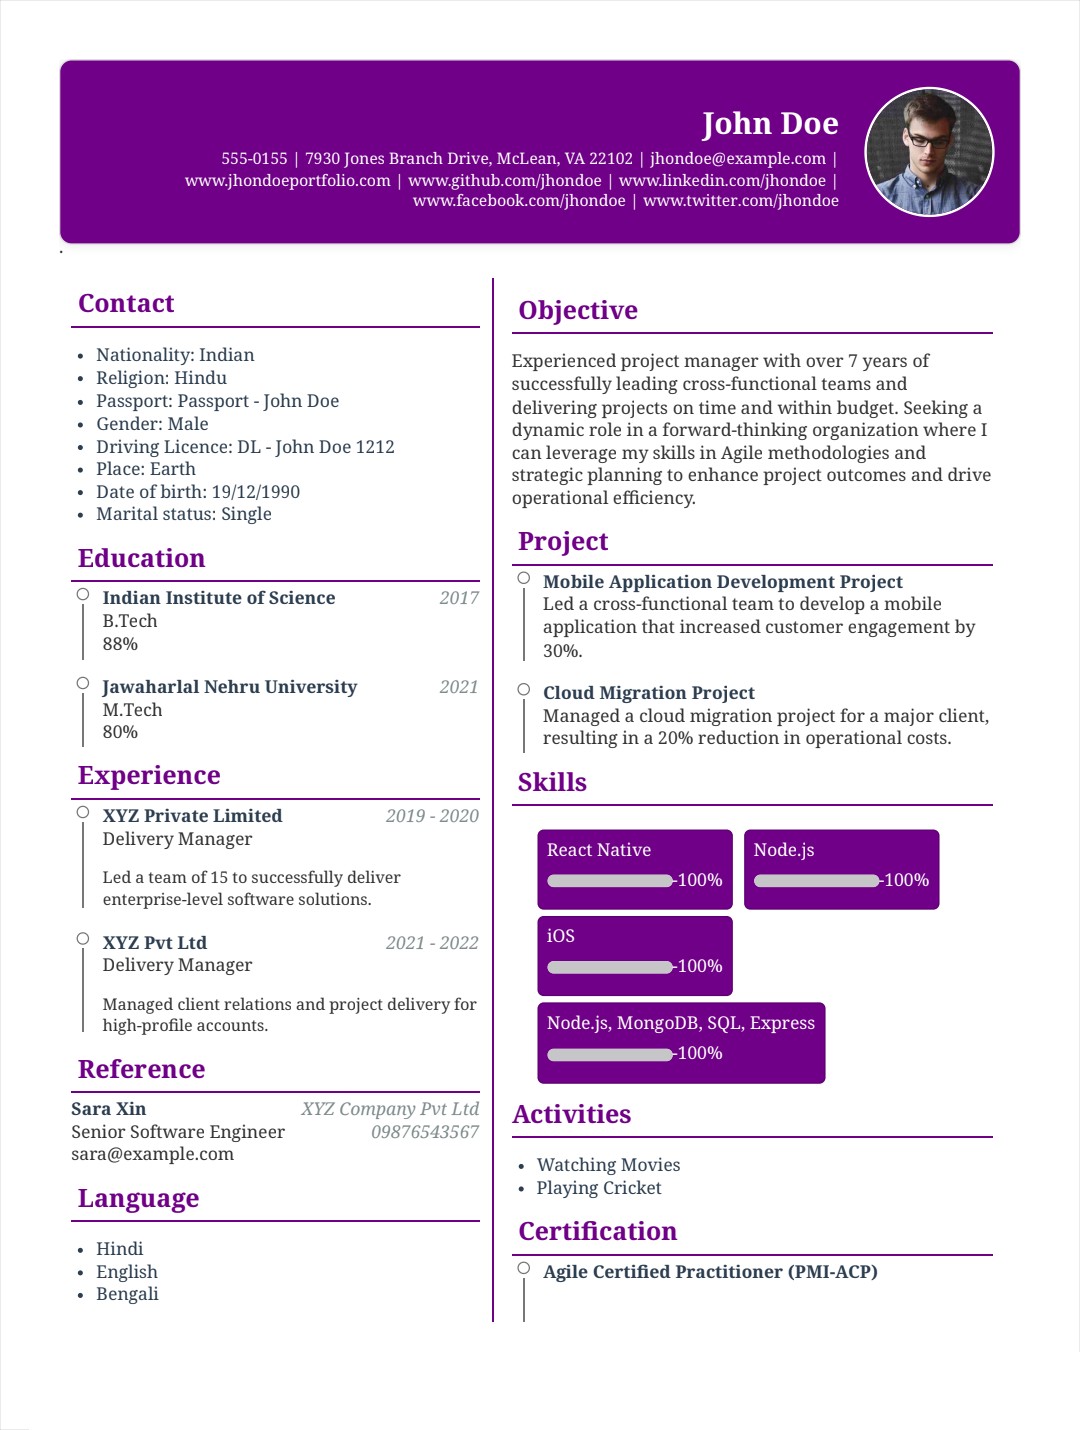 John Doe
555-0155 | 7930 Jones Branch Drive, McLean, VA 22102 | jhondoe@example.com |
www.jhondoeportfolio.com | www.github.com/jhondoe | www.linkedin.com/jhondoe |
www.facebook.com/jhondoe | www.twitter.com/jhondoe
.
Contact
• Nationality: Indian
• Religion: Hindu
• Passport: Passport - John Doe
• Gender: Male
• Driving Licence: DL - John Doe 1212
• Place: Earth
• Date of birth: 19/12/1990
• Marital status: Single
Education
Indian Institute of Science 2017
B.Tech
88%
Jawaharlal Nehru University 2021
M.Tech
80%
Experience
XYZ Private Limited 2019 - 2020
Delivery Manager
Led a team of 15 to successfully deliver
enterprise-level software solutions.
XYZ Pvt Ltd 2021 - 2022
Delivery Manager
Managed client relations and project delivery for
high-profile accounts.
Reference
Sara Xin XYZ Company Pvt Ltd
Senior Software Engineer 09876543567
sara@example.com
Language
• Hindi
• English
• Bengali
Objective
Experienced project manager with over 7 years of
successfully leading cross-functional teams and
delivering projects on time and within budget. Seeking a
dynamic role in a forward-thinking organization where I
can leverage my skills in Agile methodologies and
strategic planning to enhance project outcomes and drive
operational efficiency.
Project
Mobile Application Development Project
Led a cross-functional team to develop a mobile
application that increased customer engagement by
30%.
Cloud Migration Project
Managed a cloud migration project for a major client,
resulting in a 20% reduction in operational costs.
Skills
React Native
-100%
Node.js
-100%
iOS
-100%
Node.js, MongoDB, SQL, Express
-100%
Activities
• Watching Movies
• Playing Cricket
Certification
Agile Certified Practitioner (PMI-ACP)